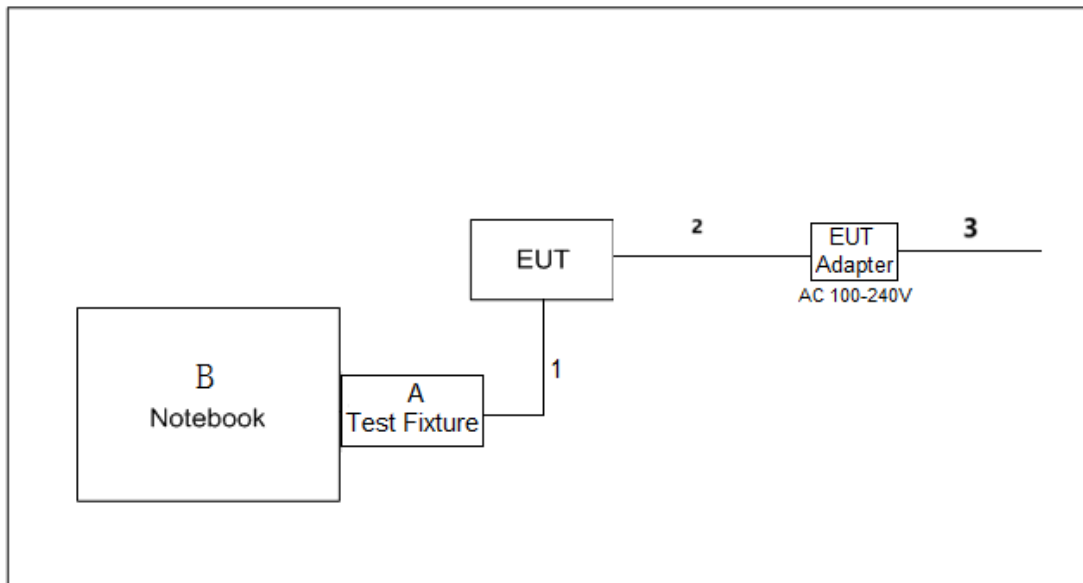 2
3
EUT
EUT
Adapter
AC 100-240V
1
B
Notebook
A
Test Fixture